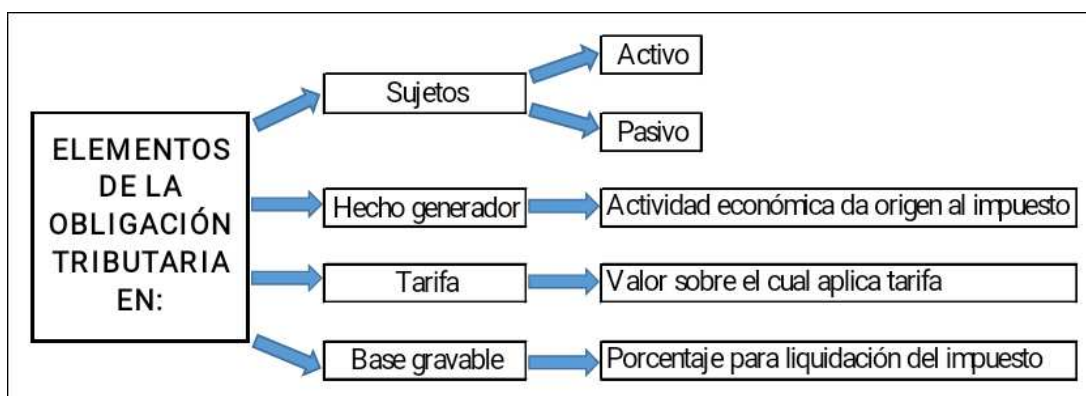 ELEMENTOS
DE LA
OBLIGACIÓN
TRIBUTARIA
EN:
Sujetos
Activo
Pasivo
Hecho generador
Actividad económica da origen al impuesto
Tarifa
Valor sobre el cual aplica tarifa
Base gravable
Porcentaje para liquidación del impuesto